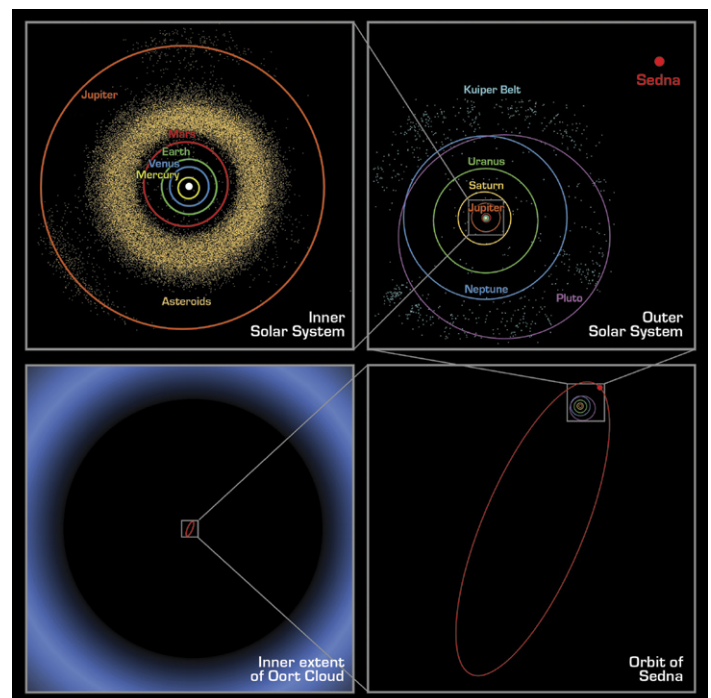 Jupiter
Mars
Earth
Venus
Mercury
Asteroids
Inner
Solar System
Kuiper Belt
Sedna
Uranus
Saturn
Jupiter
Neptune
Pluto
Outer
Solar System
Inner extent
of Oort Cloud
Orbit of
Sedna